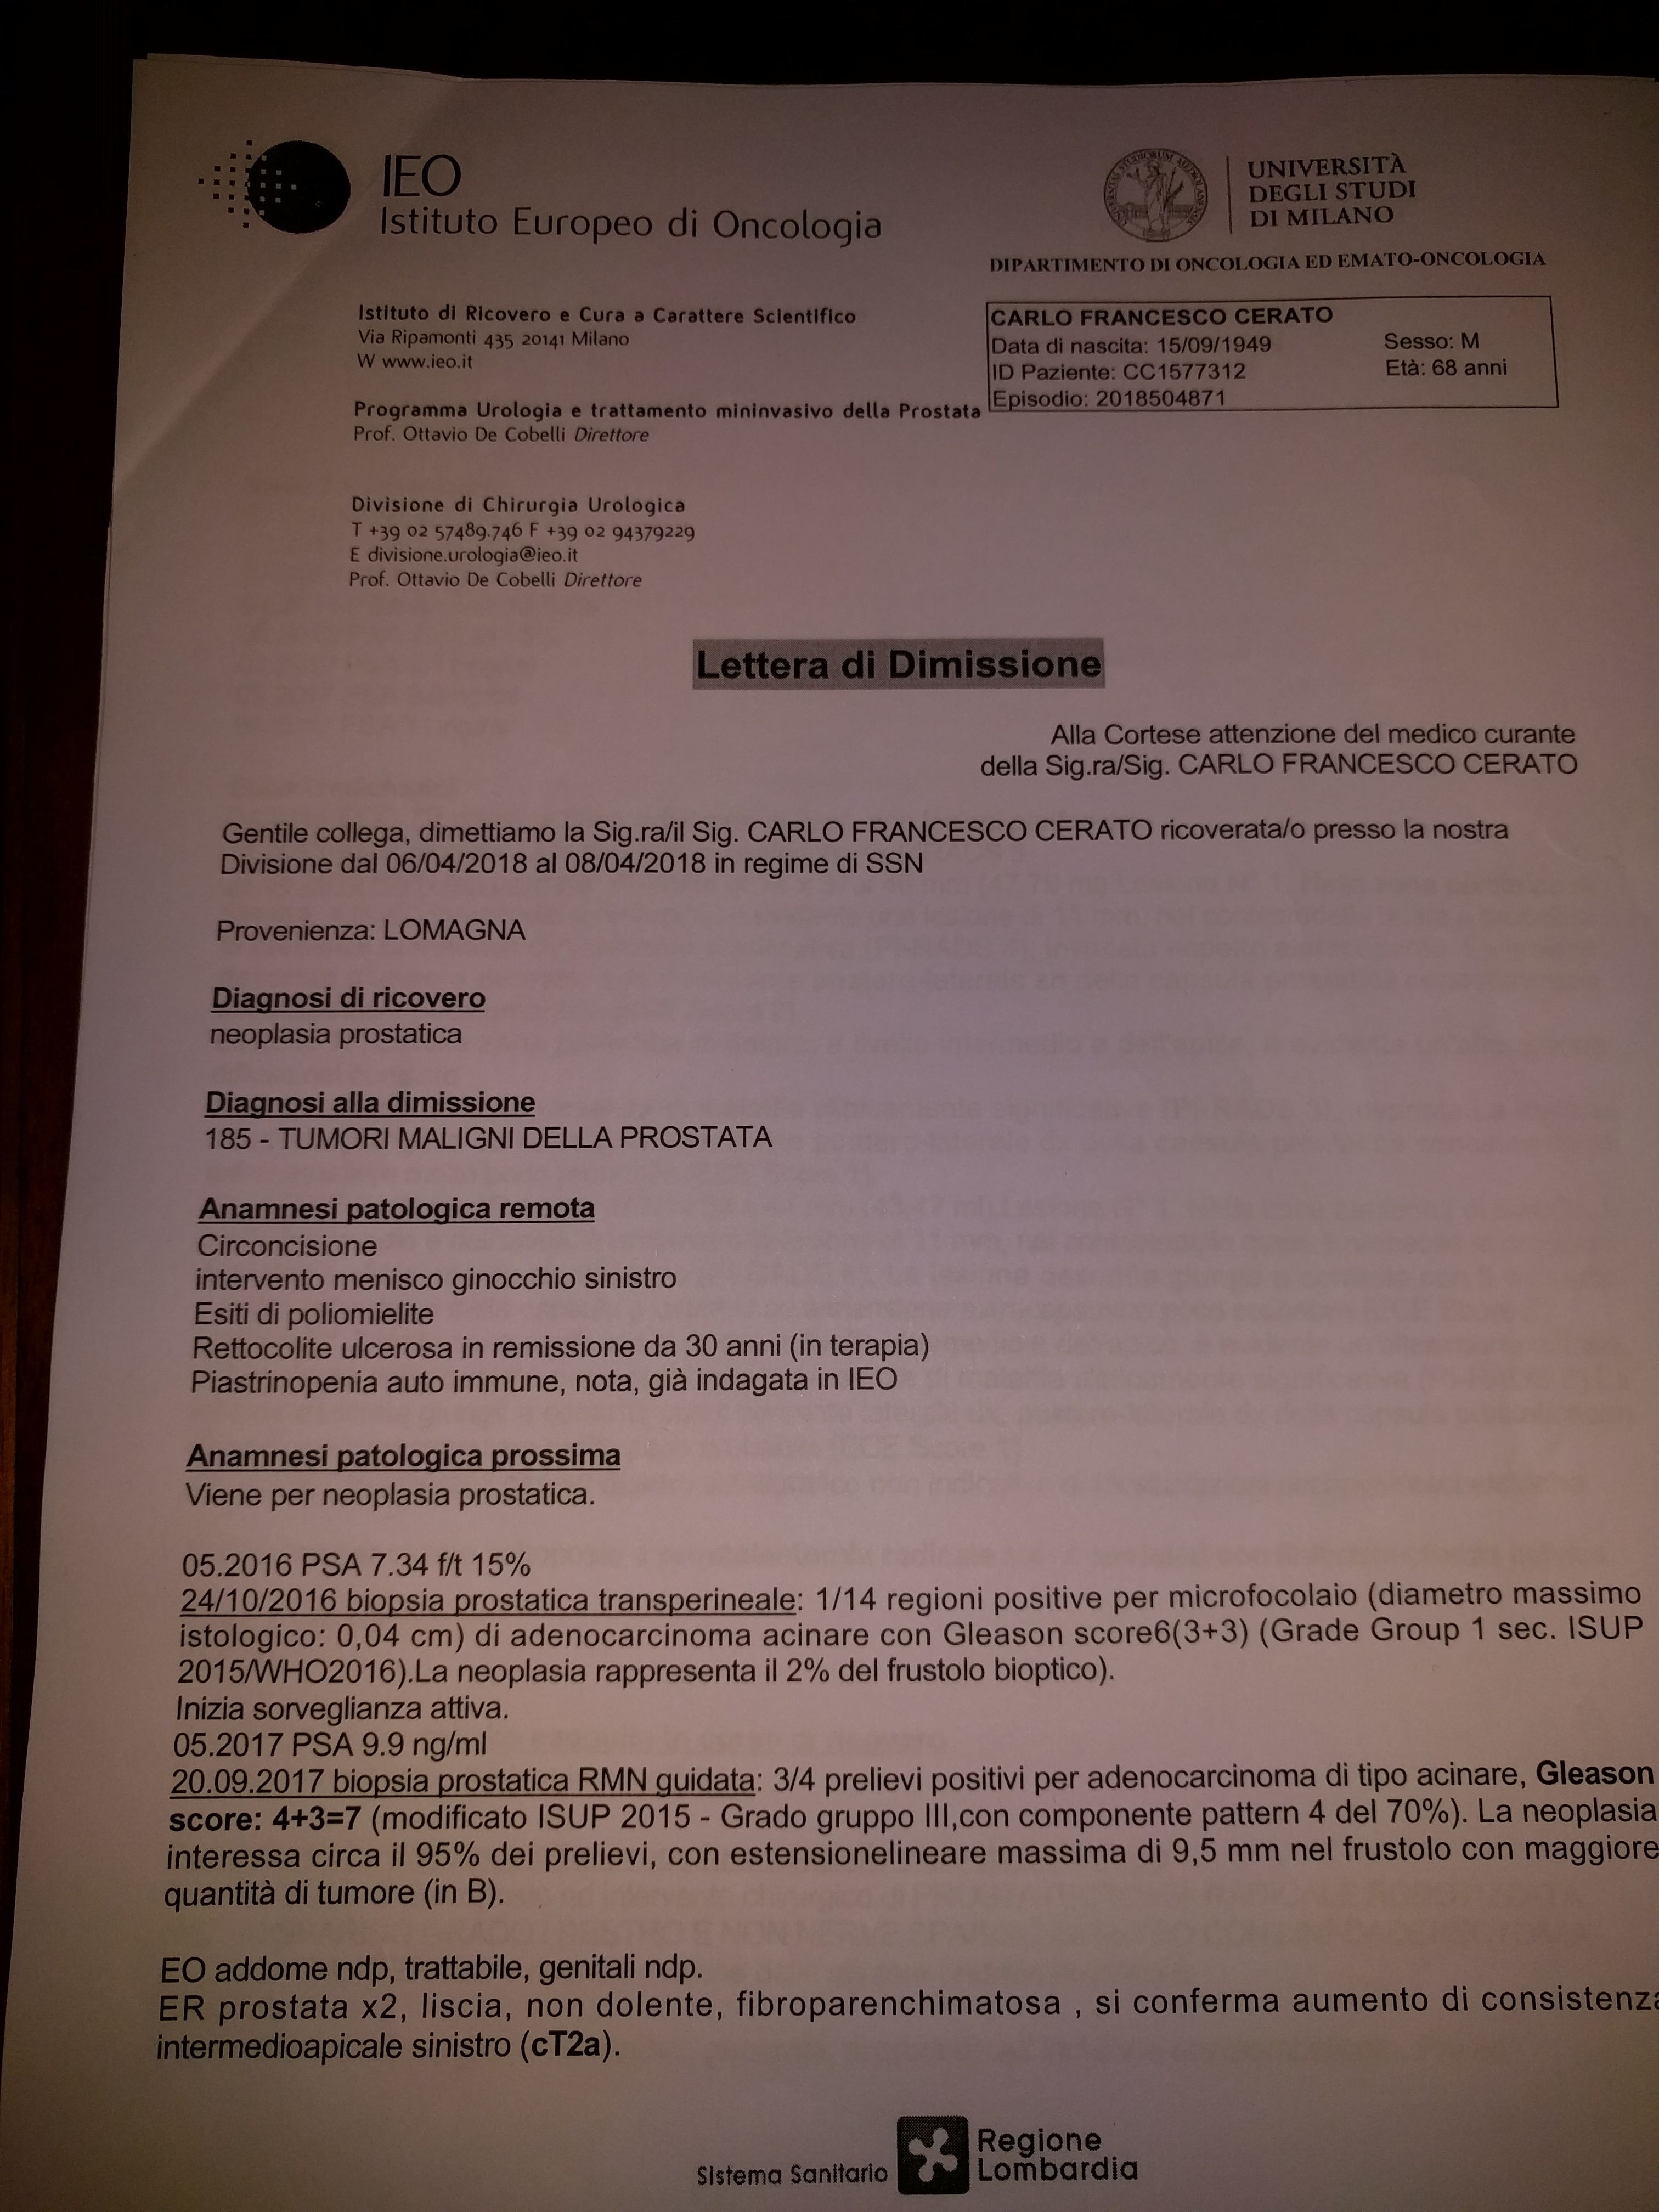 IEO
Istituto Europeo di Oncologia
UNIVERSITÀ
DEGLI STUDI
DI MILANO
DIPARTIMENTO DI ONCOLOGIA ED EMATO-ONCOLOGIA
Istituto di Ricovero e Cura a Carattere Scientifico
Via Ripamonti 435 20141 Milano
W www.ieo.it
CARLO FRANCESCO CERATO
Data di nascita: 15/09/1949 Sesso: M
ID Paziente: CC1577312 Età: 68 anni
Episodio: 2018504871
Programma Urologia e trattamento mininvasivo della Prostata
Prof. Ottavio De Cobelli Direttore
Divisione di Chirurgia Urologica
T +39 02 57489.746 F +39 02 94379229
E divisione.urologia@ieo.it
Prof. Ottavio De Cobelli Direttore
Lettera di Dimissione
Alla Cortese attenzione del medico curante
della Sig.ra/Sig. CARLO FRANCESCO CERATO
Gentile collega, dimettiamo la Sig.ra/il Sig. CARLO FRANCESCO CERATO ricoverata/o presso la nostra
Divisione dal 06/04/2018 al 08/04/2018 in regime di SSN
Provenienza: LOMAGNA
Diagnosi di ricovero
neoplasia prostatica
Diagnosi alla dimissione
185 - TUMORI MALIGNI DELLA PROSTATA
Anamnesi patologica remota
Circoncisione
intervento menisco ginocchio sinistro
Esiti di poliomielite
Rettocolite ulcerosa in remissione da 30 anni (in terapia)
Piastrinopenia auto immune, nota, già indagata in IEO
Anamnesi patologica prossima
Viene per neoplasia prostatica.
05.2016 PSA 7.34 f/t 15%
24/10/2016 biopsia prostatica transperineale: 1/14 regioni positive per microfocolaio (diametro massimo
istologico: 0,04 cm) di adenocarcinoma acinare con Gleason score6(3+3) (Grade Group 1 sec. ISUP
2015/WHO2016).La neoplasia rappresenta il 2% del frustolo bioptico).
Inizia sorveglianza attiva.
05.2017 PSA 9.9 ng/ml
20.09.2017 biopsia prostatica RMN guidata: 3/4 prelievi positivi per adenocarcinoma di tipo acinare, Gleason
score: 4+3=7 (modificato ISUP 2015 - Grado gruppo III,con componente pattern 4 del 70%). La neoplasia
interessa circa il 95% dei prelievi, con estensionelineare massima di 9,5 mm nel frustolo con maggiore
quantità di tumore (in B).
EO addome ndp, trattabile, genitali ndp.
ER prostata x2, liscia, non dolente, fibroparenchimatosa , si conferma aumento di consistenza
intermedioapicale sinistro (cT2a).
Sistema Sanitario
Regione
Lombardia